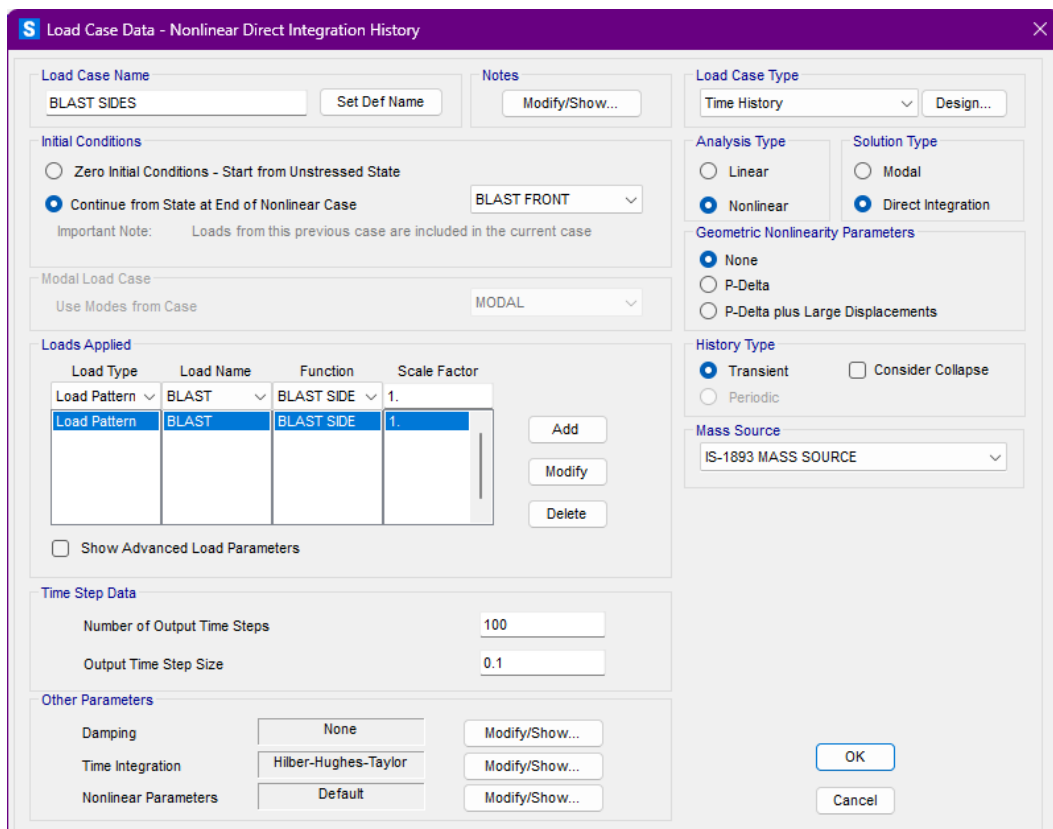 S Load Case Data - Nonlinear Direct Integration History
Load Case Name
BLAST SIDES
Set Def Name
Notes
Modify/Show...
Load Case Type
Time History
Design...
Initial Conditions
Zero Initial Conditions - Start from Unstressed State
Continue from State at End of Nonlinear Case
BLAST FRONT
Important Note: Loads from this previous case are included in the current case
Analysis Type
Linear
Nonlinear
Solution Type
Modal
Direct Integration
Geometric Nonlinearity Parameters
None
P-Delta
P-Delta plus Large Displacements
Modal Load Case
Use Modes from Case
MODAL
Loads Applied
Load Type Load Name Function Scale Factor
Load Pattern BLAST BLAST SIDE 1.
Load Pattern BLAST BLAST SIDE 1.
Add
Modify
Delete
Show Advanced Load Parameters
History Type
Transient
Consider Collapse
Periodic
Mass Source
IS-1893 MASS SOURCE
Time Step Data
Number of Output Time Steps 100
Output Time Step Size 0.1
Other Parameters
Damping None Modify/Show...
Time Integration Hilber-Hughes-Taylor Modify/Show...
Nonlinear Parameters Default Modify/Show...
OK
Cancel